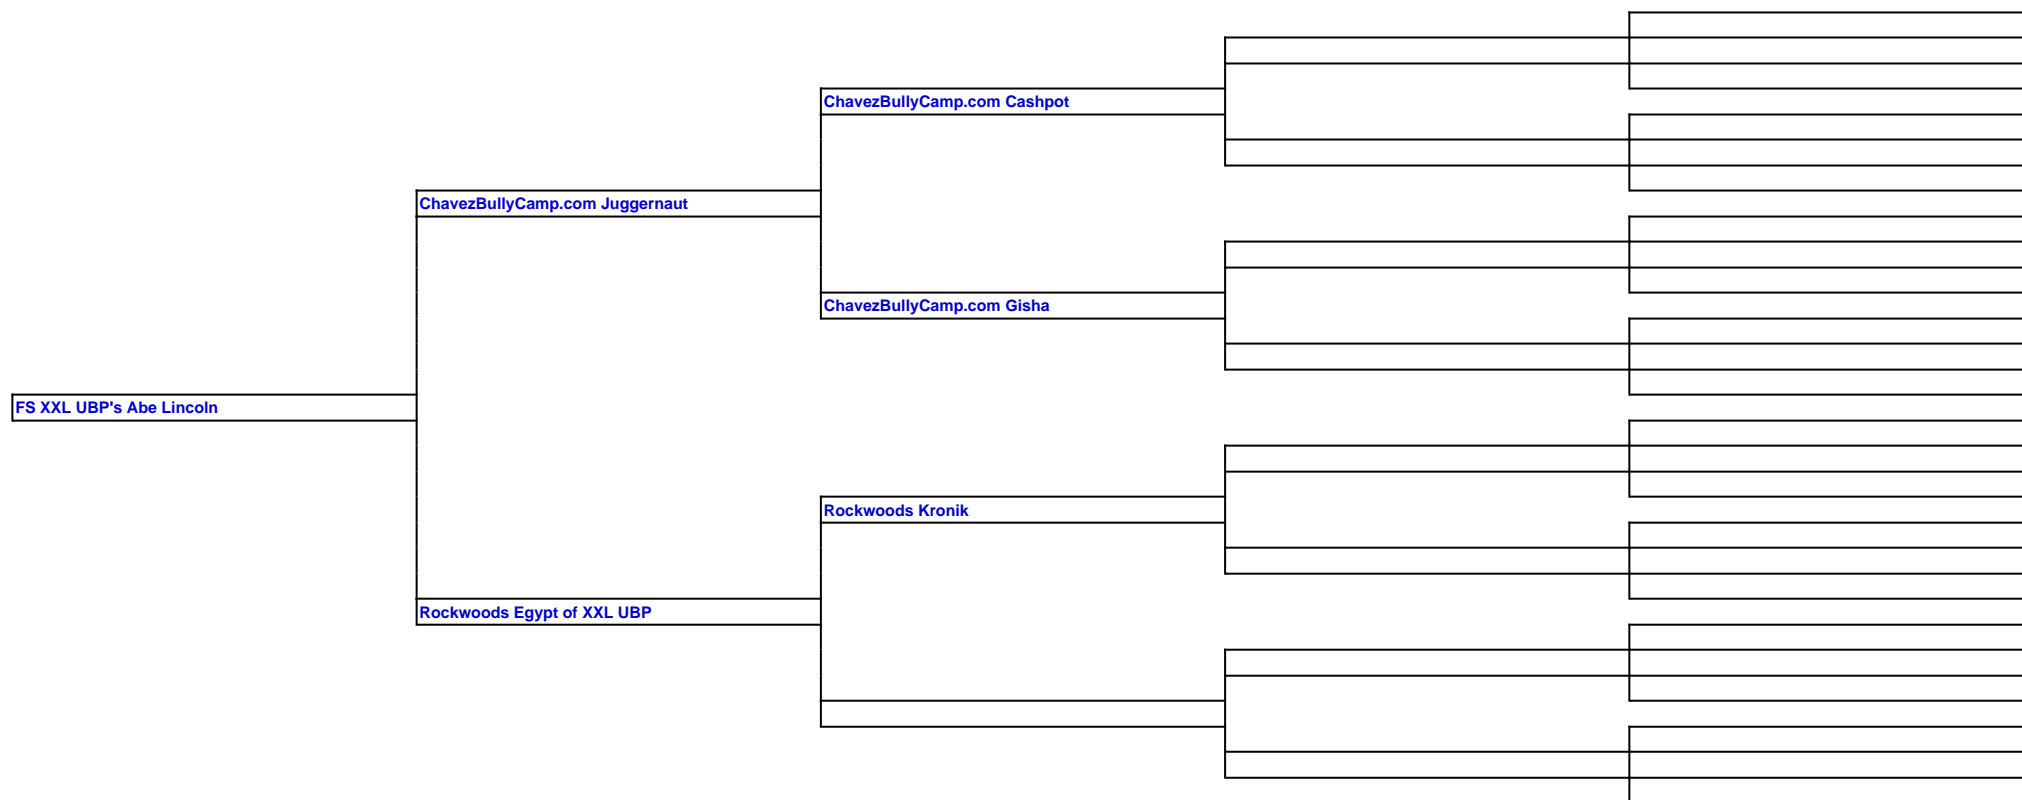 ChavezBullyCamp.com Cashpot
ChavezBullyCamp.com Juggernaut
ChavezBullyCamp.com Gisha
FS XXL UBP's Abe Lincoln
Rockwoods Kronik
Rockwoods Egypt of XXL UBP